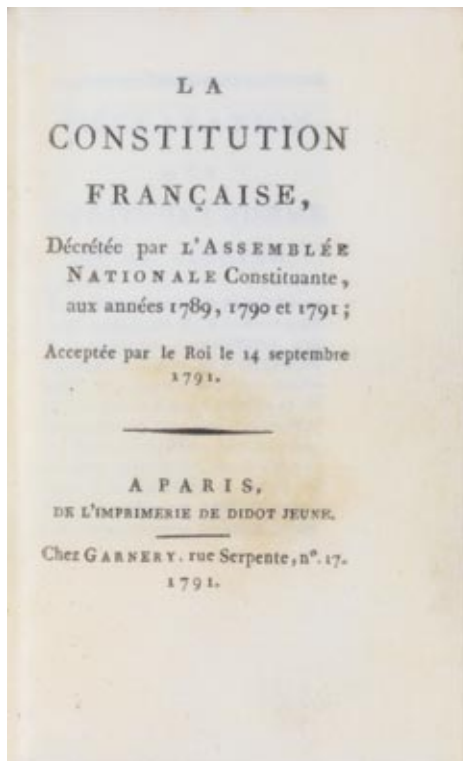 LA
CONSTITUTION
FRANÇAISE,
Décrétée par L'ASSEMBLÉE
NATIONALE Constituante,
aux années 1789, 1790 et 1791;
Acceptée par le Roi le 14 septembre
1791.
A PARIS,
DE L'IMPRIMERIE DE DIDOT JEUNE.
Chez GARNERY, rue Serpente, nº. 17.
1791.